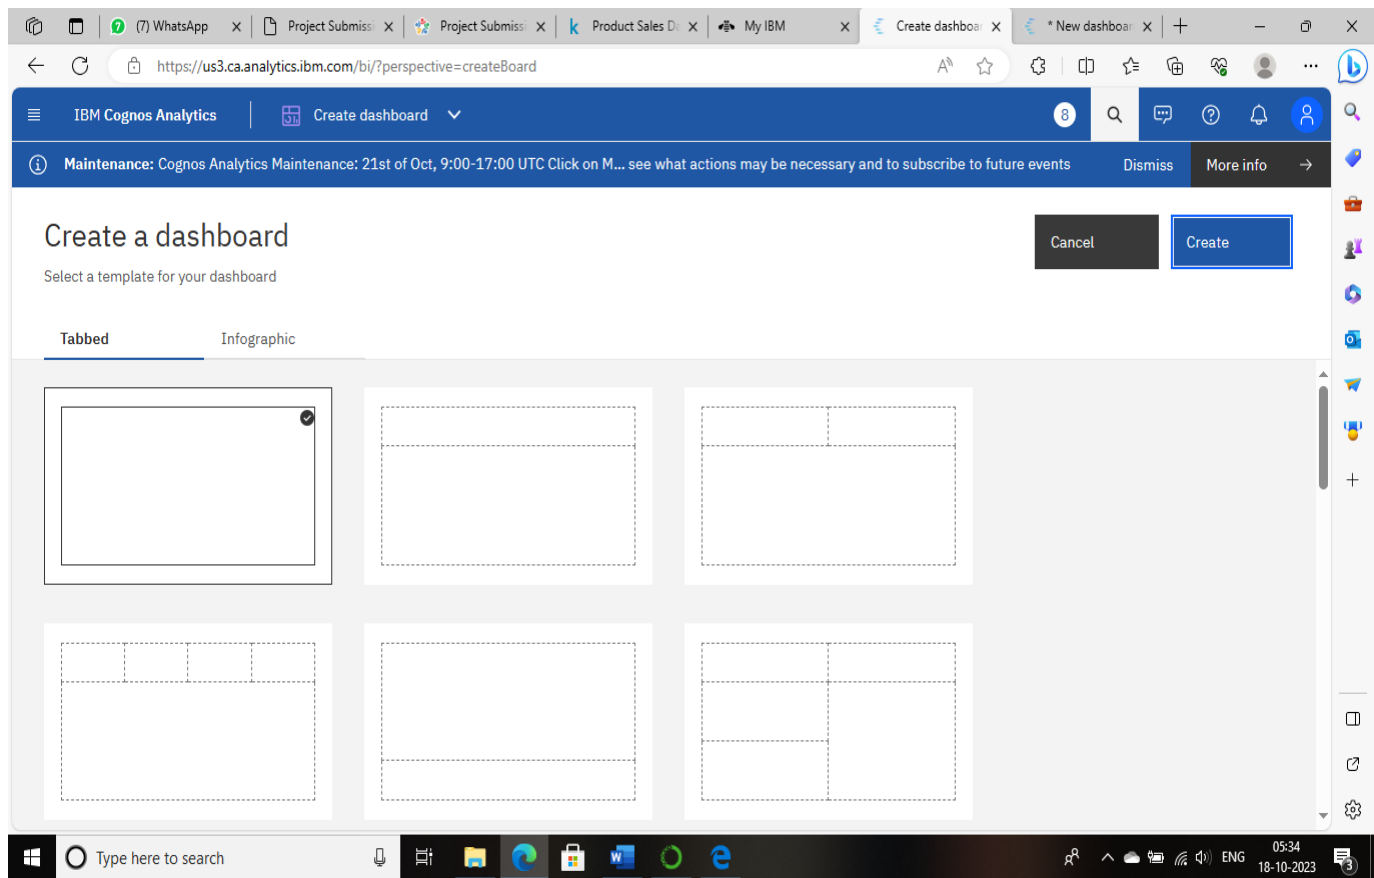 (7) WhatsApp
Project Submissi
Project Submissi
Product Sales Da
My IBM
Create dashboar
* New dashboar
https://us3.ca.analytics.ibm.com/bi/?perspective=createBoard
IBM Cognos Analytics
Create dashboard
8
Maintenance: Cognos Analytics Maintenance: 21st of Oct, 9:00-17:00 UTC Click on M... see what actions may be necessary and to subscribe to future events
Dismiss
More info
Create a dashboard
Cancel
Create
Select a template for your dashboard
Tabbed
Infographic
Type here to search
ENG
05:34
18-10-2023
3